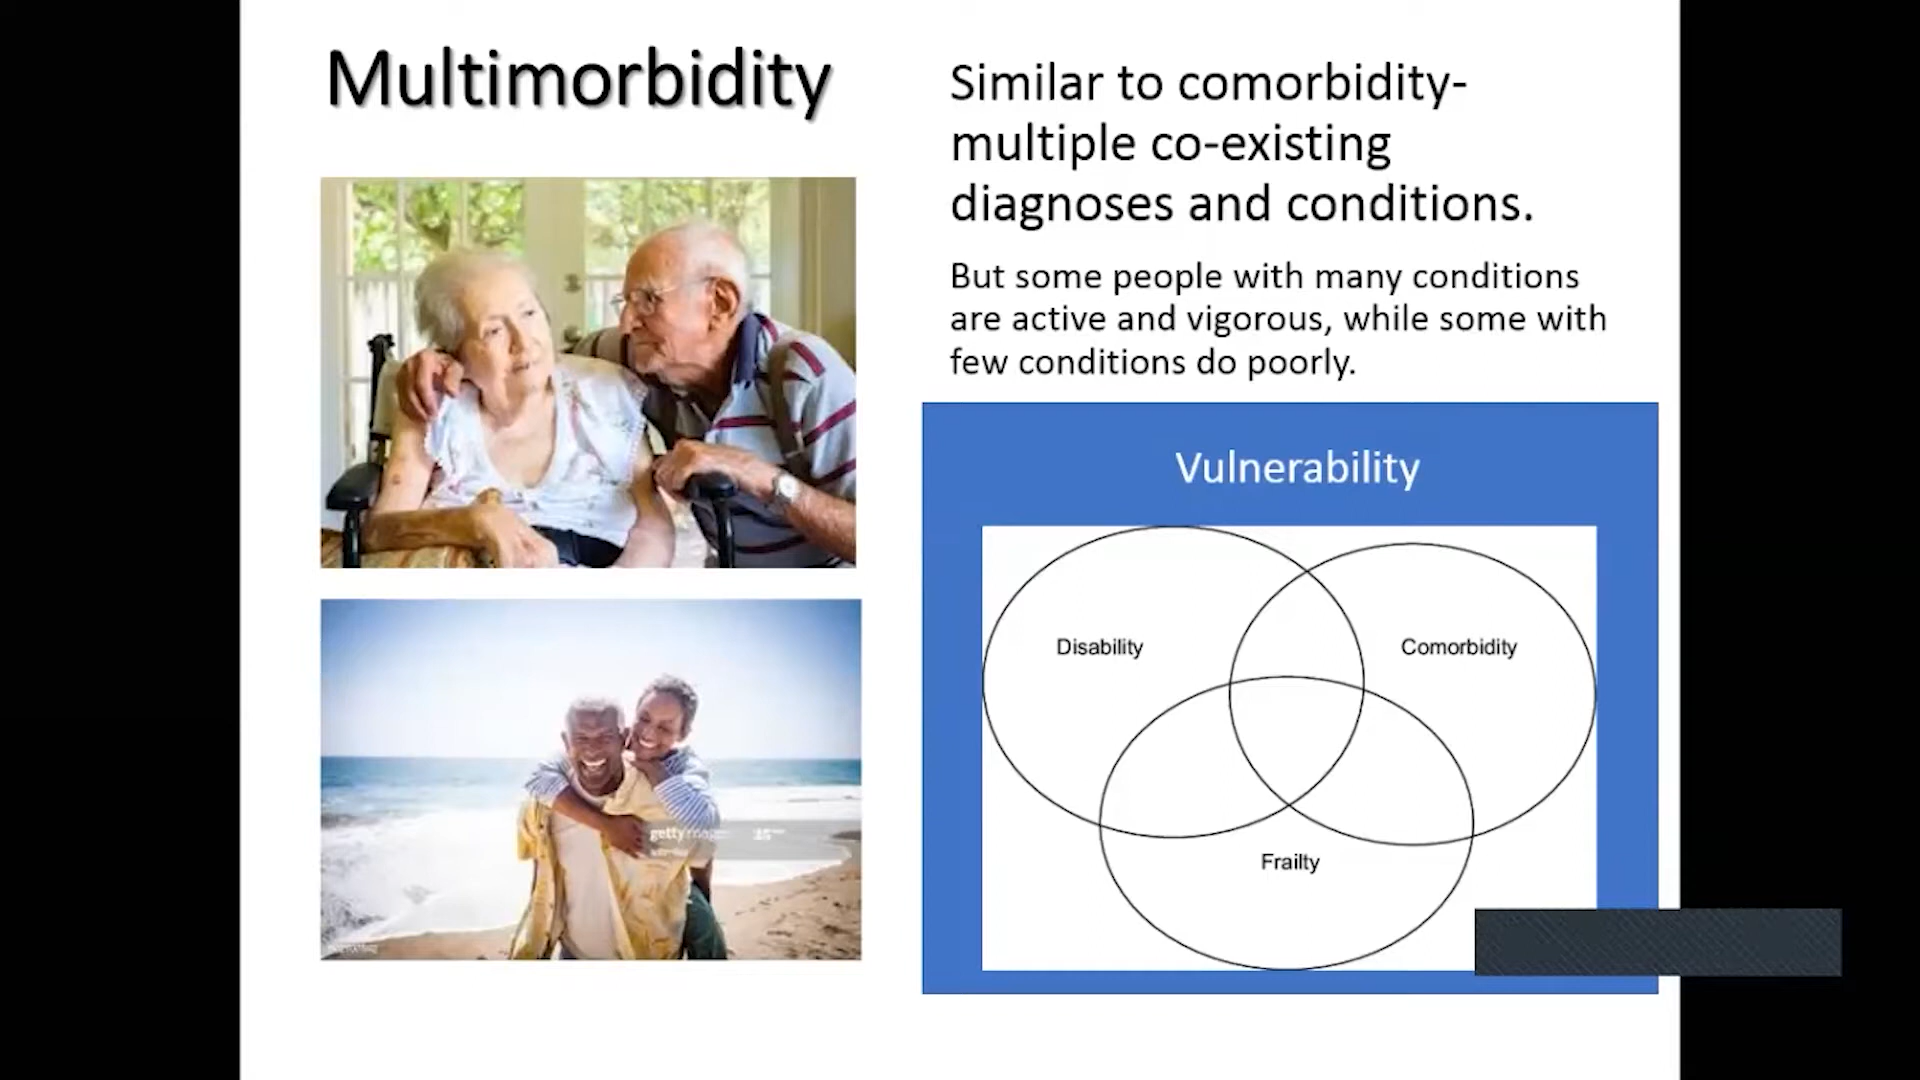 Multimorbidity
Similar to comorbidity-
multiple co-existing
diagnoses and conditions.
But some people with many conditions
are active and vigorous, while some with
few conditions do poorly.
Vulnerability
Disability
Comorbidity
Frailty
getty